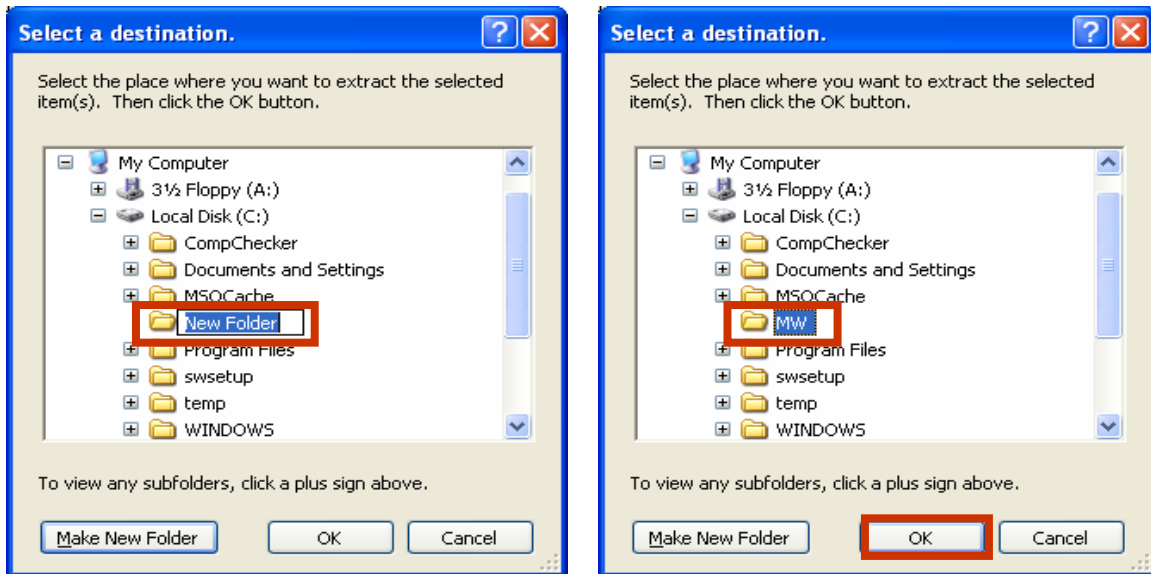 Select a destination.
Select the place where you want to extract the selected
item(s).  Then click the OK button.
My Computer
3½ Floppy (A:)
Local Disk (C:)
CompChecker
Documents and Settings
MSOCache
New Folder
Program Files
swsetup
temp
WINDOWS
To view any subfolders, click a plus sign above.
Make New Folder
OK
Cancel
Select a destination.
Select the place where you want to extract the selected
item(s).  Then click the OK button.
My Computer
3½ Floppy (A:)
Local Disk (C:)
CompChecker
Documents and Settings
MSOCache
MW
Program Files
swsetup
temp
WINDOWS
To view any subfolders, click a plus sign above.
Make New Folder
OK
Cancel